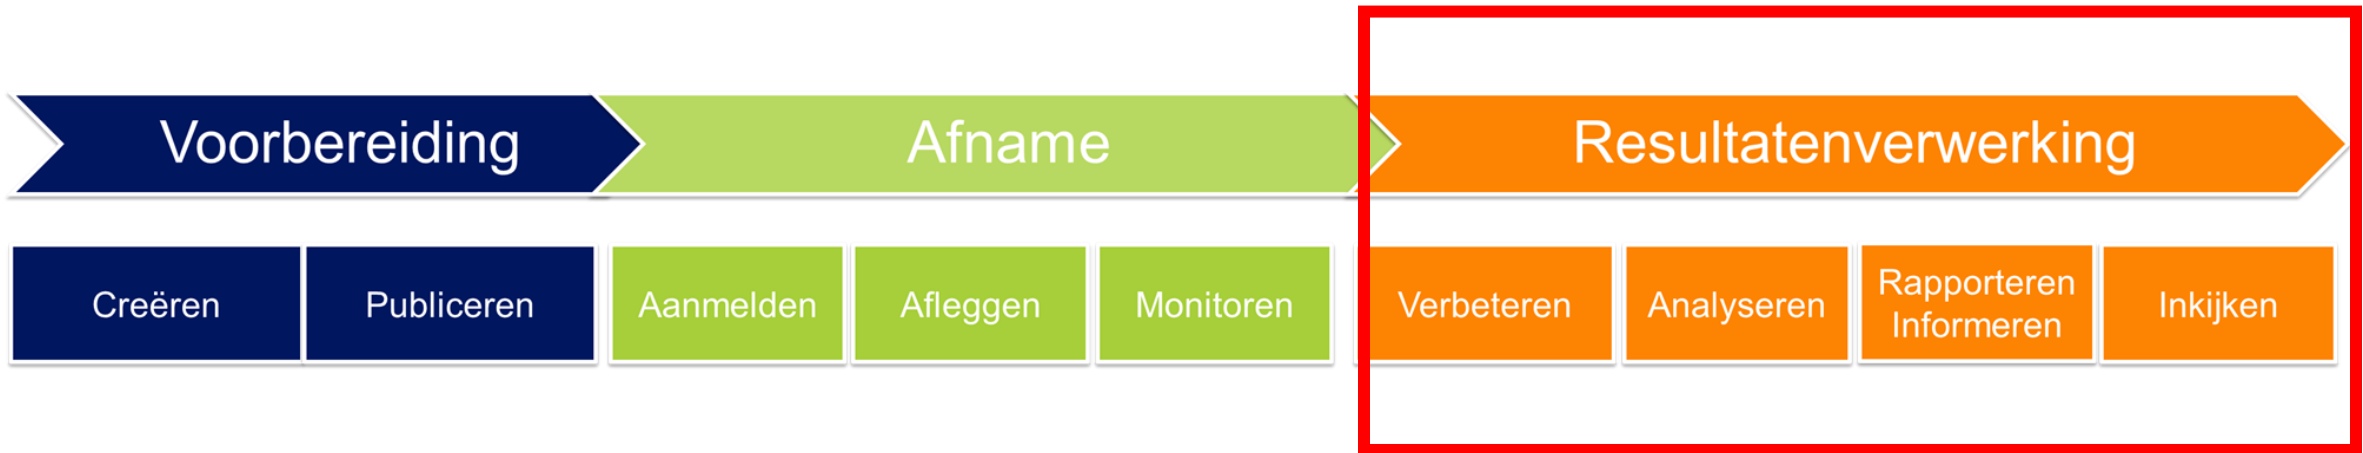 Voorbereiding
Afname
Resultatenverwerking
Creëren
Publiceren
Aanmelden
Afleggen
Monitoren
Verbeteren
Analyseren
Rapporteren
Informeren
Inkijken